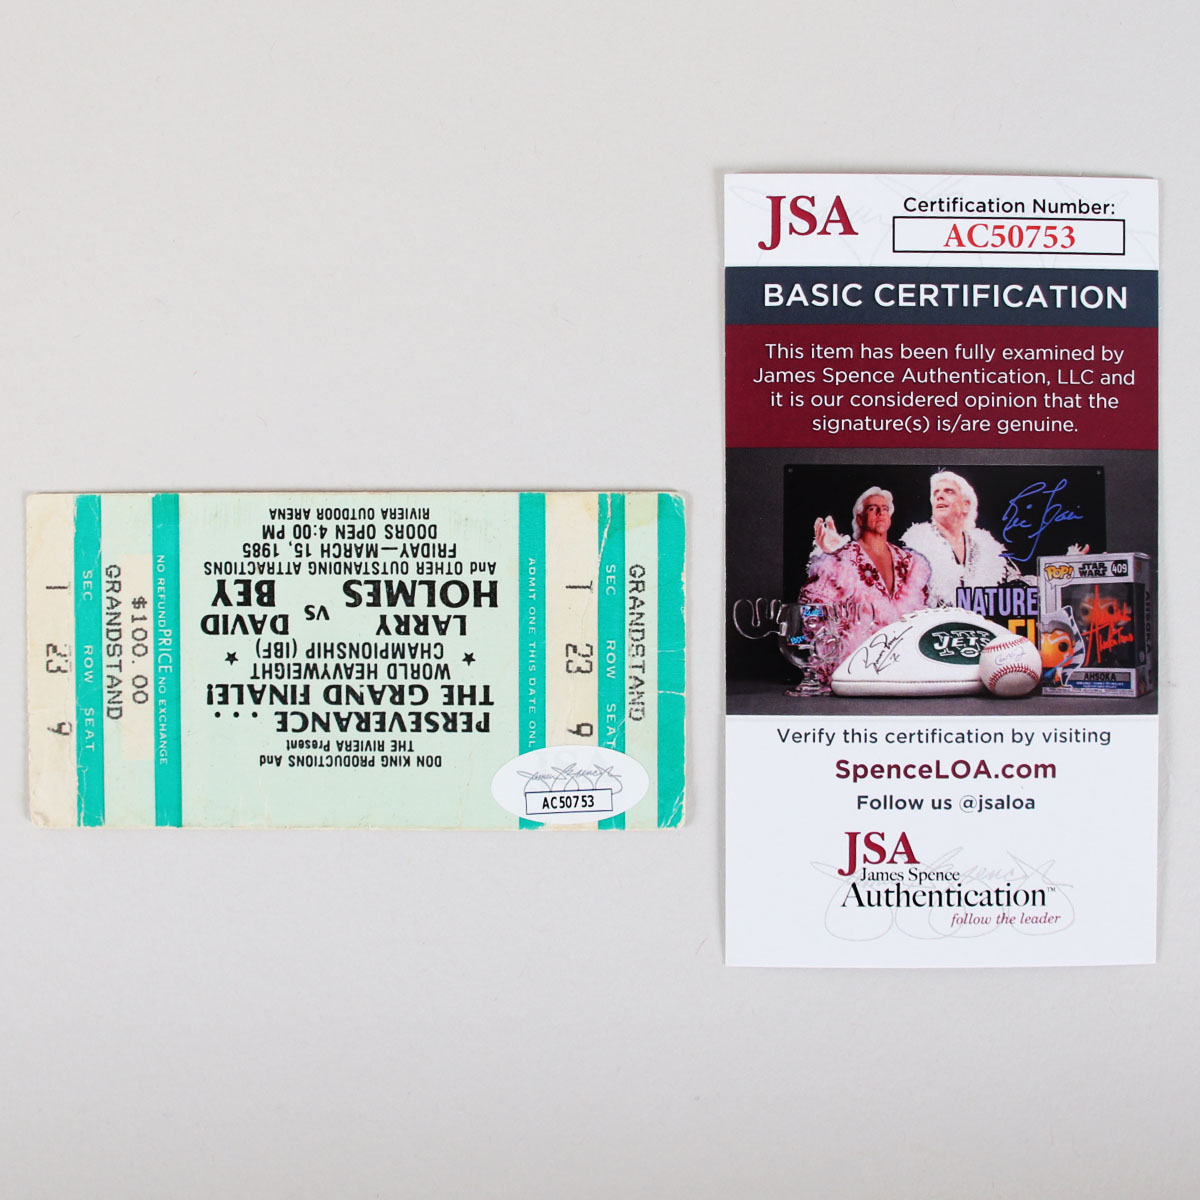 DON KING PRODUCTIONS And
THE RIVIERA Present
PERSEVERANCE . . .
THE GRAND FINALE!
WORLD HEAVYWEIGHT
CHAMPIONSHIP (IBF)
LARRY VS DAVID
HOLMES BEY
And OTHER OUTSTANDING ATTRACTIONS
FRIDAY—MARCH 15, 1985
DOORS OPEN 4:00 PM
RIVIERA OUTDOOR ARENA
SEC ROW SEAT
1 23 9
GRANDSTAND
$100.00
NO REFUND PRICE NO EXCHANGE
ADMIT ONE THIS DATE ONL
1 23 9
SEC ROW SEAT
GRANDSTAND
AC50753
JSA
Certification Number:
AC50753
BASIC CERTIFICATION
This item has been fully examined by
James Spence Authentication, LLC and
it is our considered opinion that the
signature(s) is/are genuine.
Ric Flair
NATURE
POP! STAR WARS 409
JETS
AHSOKA
Verify this certification by visiting
SpenceLOA.com
Follow us @jsaloa
JSA
James Spence
Authentication™
follow the leader